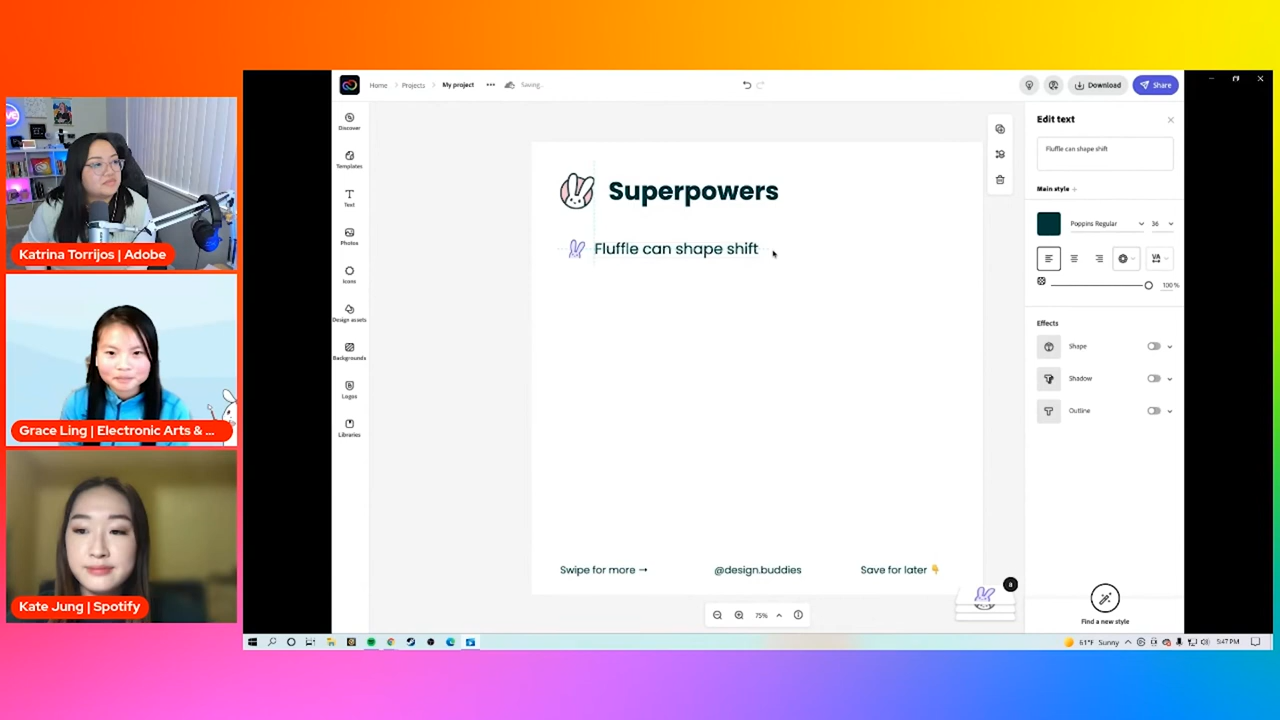 LIVE
Katrina Torrijos | Adobe
Grace Ling | Electronic Arts & ...
Kate Jung | Spotify
Home
Projects
My project
Saving..
Download
Share
Discover
Templates
Text
Photos
Icons
Design assets
Backgrounds
Logos
Libraries
Superpowers
Fluffle can shape shift
Swipe for more →
@design.buddies
Save for later 👇
75%
8
Edit text
Fluffle can shape shift
Main style +
Poppins Regular
36
VA
100 %
Effects
Shape
Shadow
Outline
Find a new style
61°F Sunny
5:47 PM